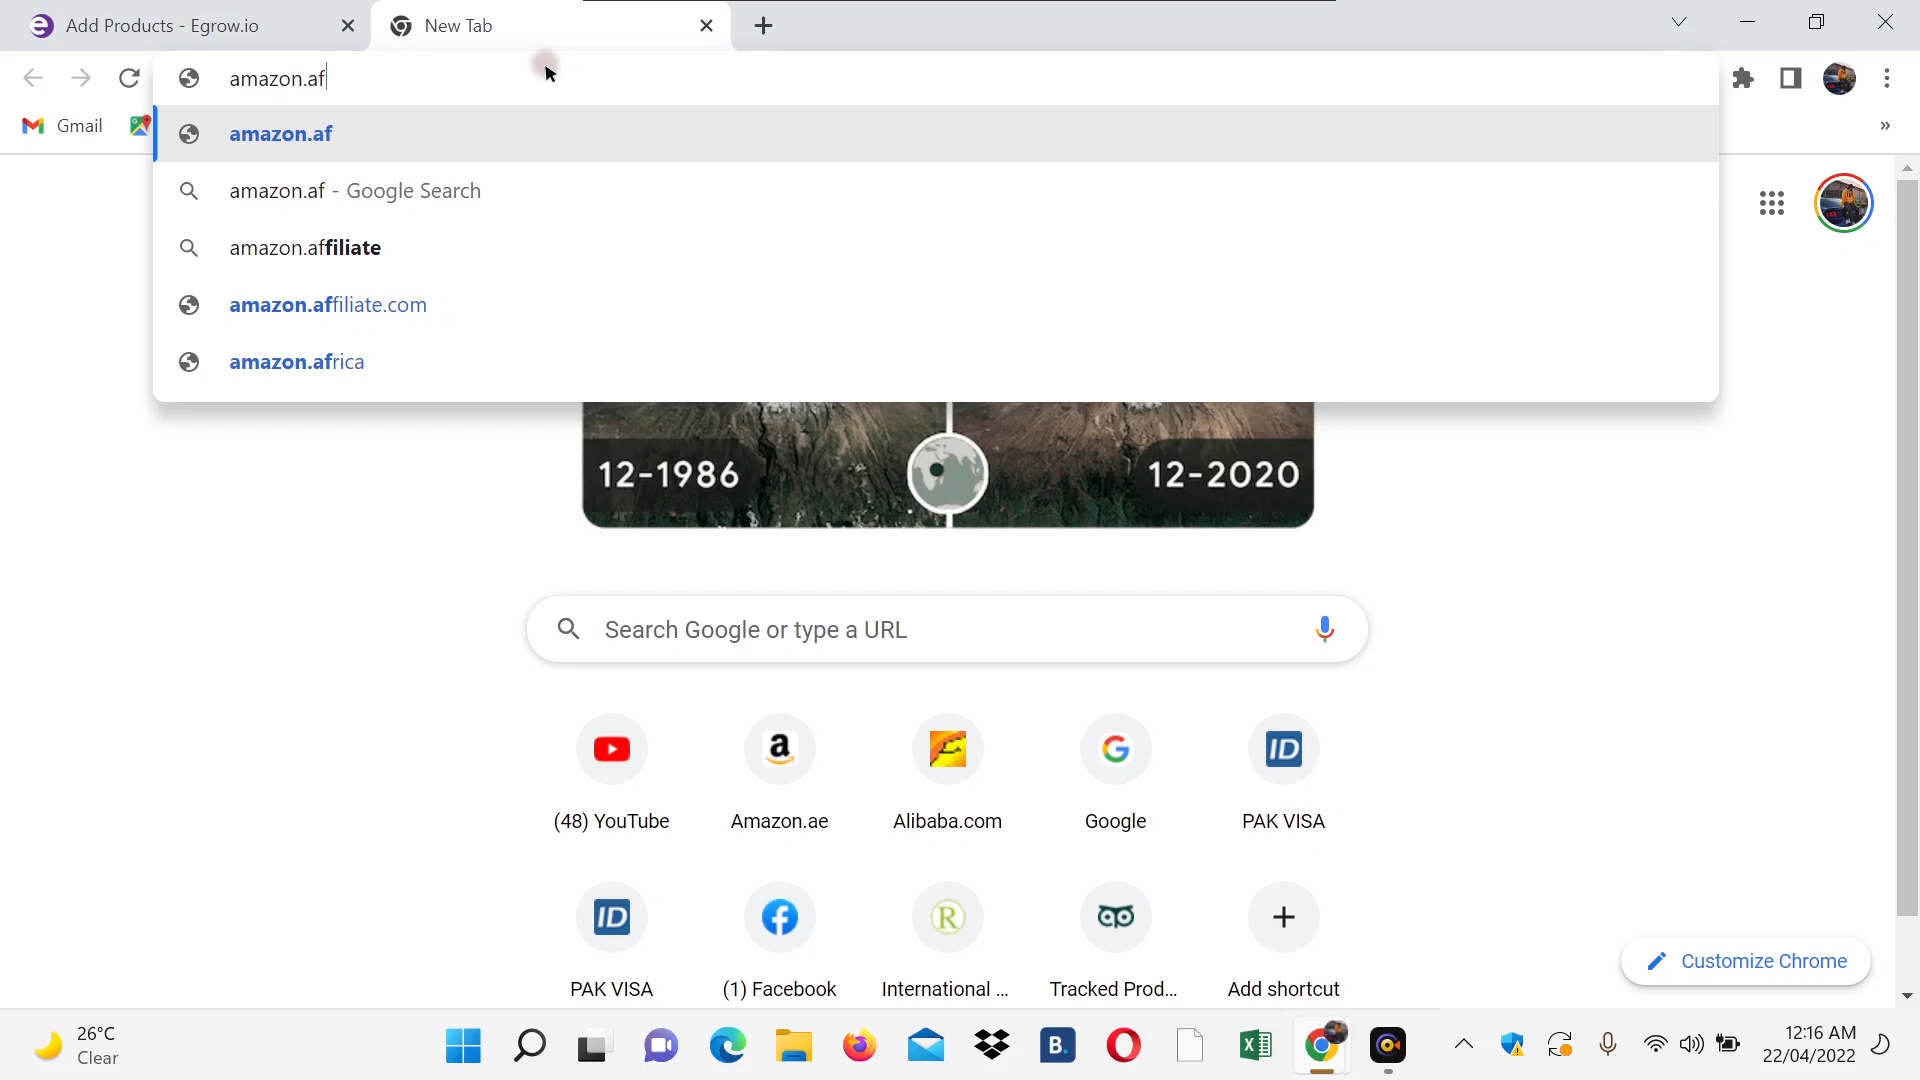 Add Products - Egrow.io
New Tab
amazon.af
Gmail
»
amazon.af
amazon.af - Google Search
amazon.affiliate
amazon.affiliate.com
amazon.africa
12-1986
12-2020
Search Google or type a URL
(48) YouTube
Amazon.ae
Alibaba.com
Google
PAK VISA
PAK VISA
(1) Facebook
International ...
Tracked Prod...
Add shortcut
Customize Chrome
26°C
Clear
12:16 AM
22/04/2022